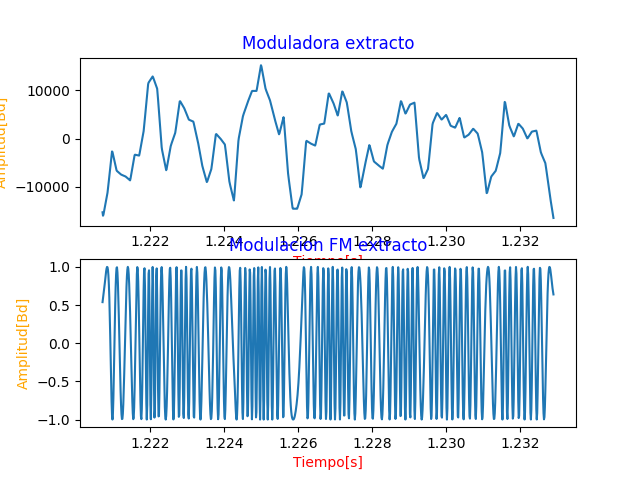 Moduladora extracto
Amplitud[Bd]
10000
0
−10000
1.222 1.224 1.226 1.228 1.230 1.232
Tiempo[s]
Modulación FM extracto
Amplitud[Bd]
1.0
0.5
0.0
−0.5
−1.0
1.222 1.224 1.226 1.228 1.230 1.232
Tiempo[s]